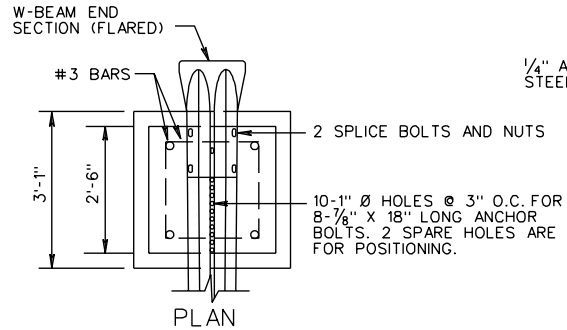 W-BEAM END
SECTION (FLARED)
#3 BARS
1/4" A
STEEL
2 SPLICE BOLTS AND NUTS
3'-1"
2'-6"
10-1" Ø HOLES @ 3" O.C. FOR
8-7/8" X 18" LONG ANCHOR
BOLTS. 2 SPARE HOLES ARE
FOR POSITIONING.
PLAN